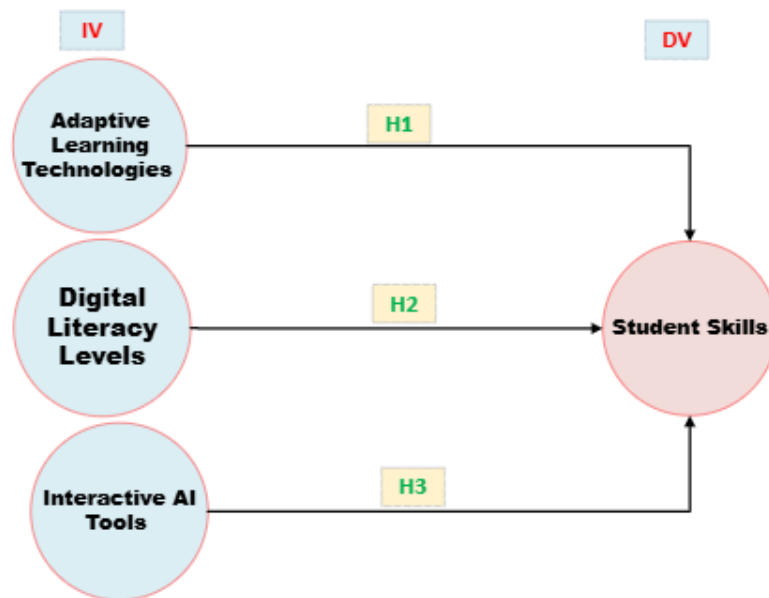 IV
DV
Adaptive
Learning
Technologies
H1
Digital
Literacy
Levels
H2
Student Skills
Interactive AI
Tools
H3